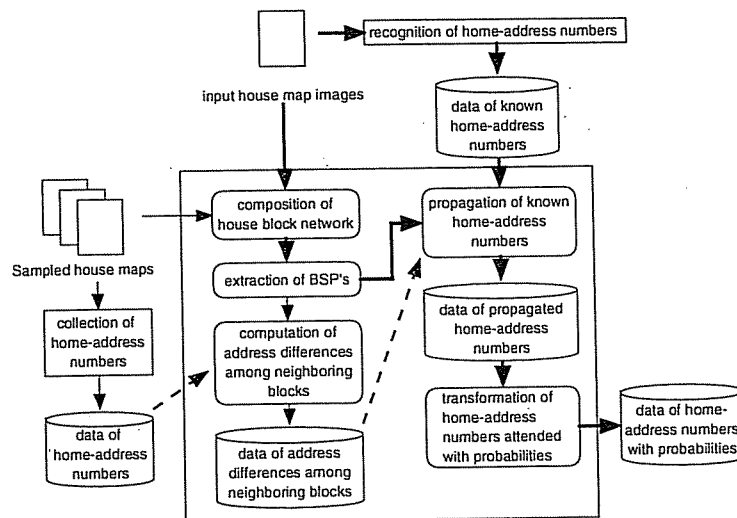 recognition of home-address numbers
input house map images
data of known
home-address
numbers
composition of
house block network
propagation of known
home-address
numbers
Sampled house maps
extraction of BSP's
collection of
home-address
numbers
computation of
address differences
among neighboring
blocks
data of propagated
home-address
numbers
data of
home-address
numbers
data of address
differences among
neighboring blocks
transformation of
home-address
numbers attended
with probabilities
data of home-
address numbers
with probabilities